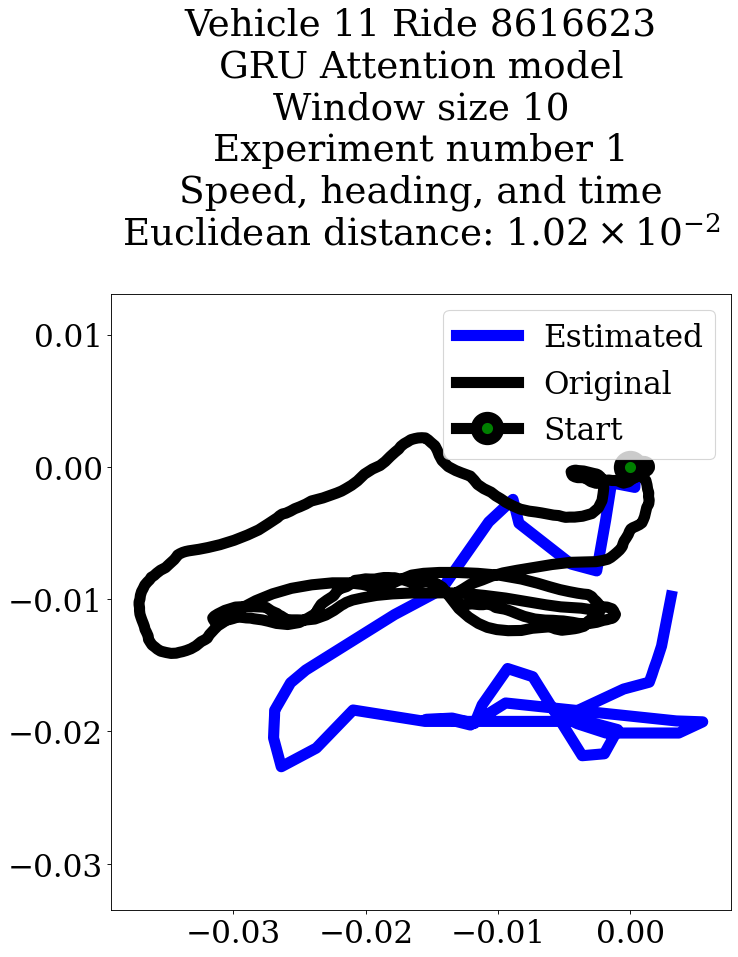 Vehicle 11 Ride 8616623
GRU Attention model
Window size 10
Experiment number 1
Speed, heading, and time
Euclidean distance: 1.02 × 10⁻²
Estimated
Original
Start
0.01
0.00
−0.01
−0.02
−0.03
−0.03 −0.02 −0.01 0.00